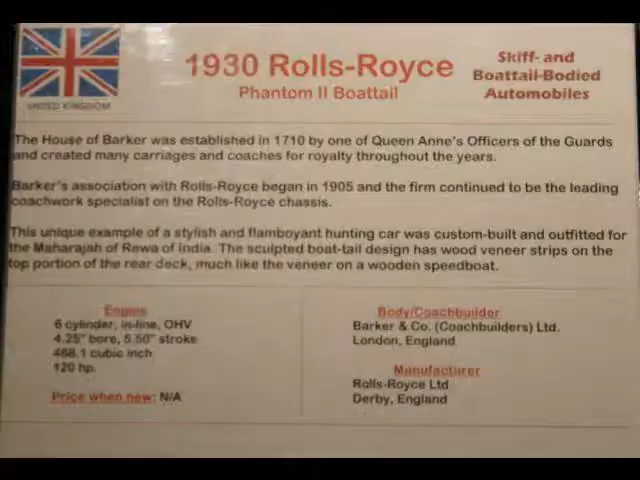 1930 Rolls-Royce
Phantom II Boattail
Skiff- and
Boattail-Bodied
Automobiles
UNITED KINGDOM
The House of Barker was established in 1710 by one of Queen Anne's Officers of the Guards
and created many carriages and coaches for royalty throughout the years.
Barker's association with Rolls-Royce began in 1905 and the firm continued to be the leading
coachwork specialist on the Rolls-Royce chassis.
This unique example of a stylish and flamboyant hunting car was custom-built and outfitted for
the Maharajah of Rewa of India. The sculpted boat-tail design has wood veneer strips on the
top portion of the rear deck, much like the veneer on a wooden speedboat.
Engine
6 cylinder, in-line, OHV
4.25" bore, 5.50" stroke
468.1 cubic inch
120 hp.
Price when new: N/A
Body/Coachbuilder
Barker & Co. (Coachbuilders) Ltd.
London, England
Manufacturer
Rolls-Royce Ltd
Derby, England